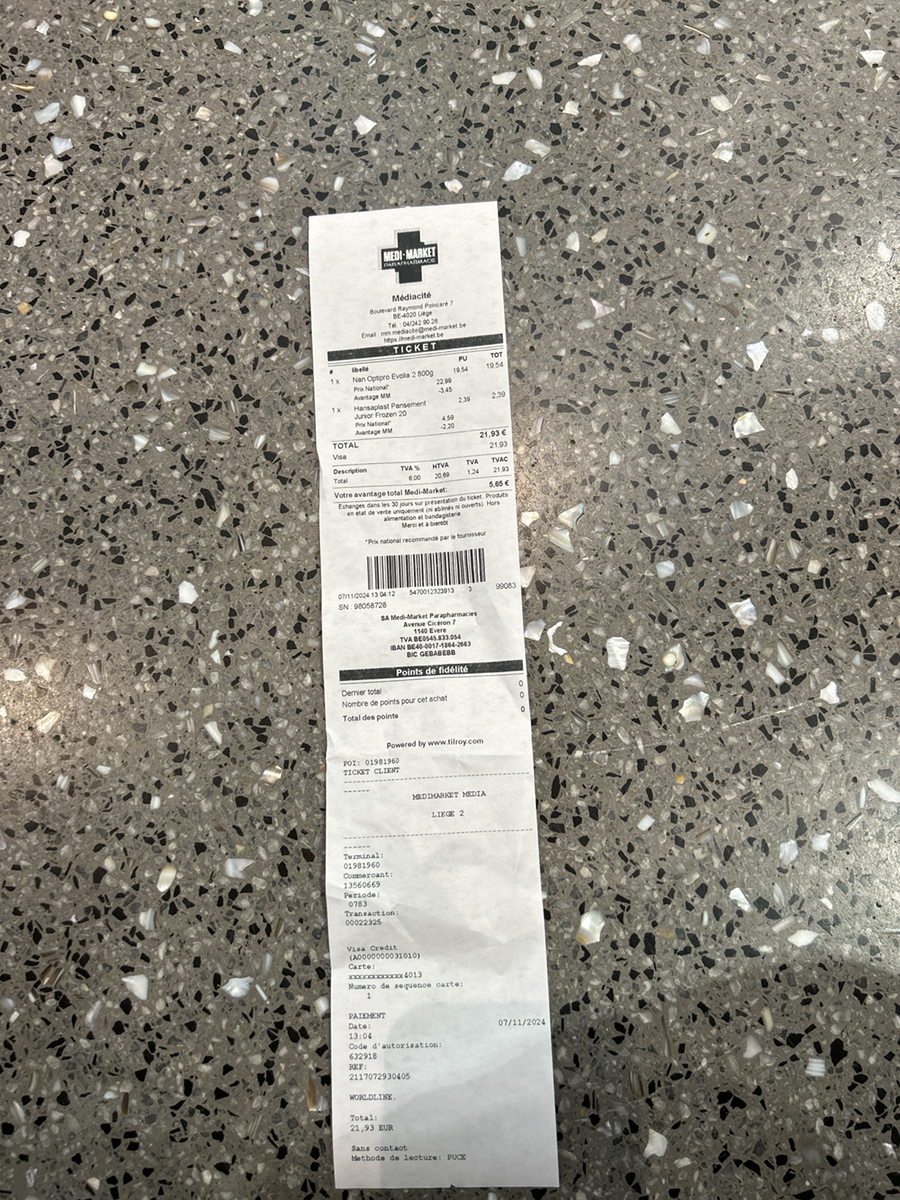 MEDI-MARKET
PARAPHARMACIE
Médiacité
Boulevard Raymond Poincaré 7
BE-4020 Liège
Tél. : 04/242.90.26
Email : mm.mediacite@medi-market.be
https://medi-market.be
TICKET
# libellé PU TOT
1 x Nan Optipro Evolia 2 800g 19,54 19,54
Prix National* 22,99
Avantage MM -3,45
1 x Hansaplast Pansement 2,39 2,39
Junior Frozen 20
Prix National* 4,59
Avantage MM -2,20
TOTAL 21,93 €
Visa 21,93
Description TVA % HTVA TVA TVAC
Total 6,00 20,69 1,24 21,93
Votre avantage total Medi-Market: 5,65 €
Echanges dans les 30 jours sur présentation du ticket. Produits
en état de vente uniquement (ni abîmés ni ouverts). Hors
alimentation et bandagisterie
Merci et à bientôt
*Prix national recommandé par le fournisseur
07/11/2024 13:04:12 5470012323913 3 99083
SN : 98058728
SA Medi-Market Parapharmacies
Avenue Cicéron 7
1140 Evere
TVA BE0545.833.054
IBAN BE40-0017-1864-2663
BIC GEBABEBB
Points de fidélité
Dernier total 0
Nombre de points pour cet achat 0
Total des points 0
Powered by www.tilroy.com
POI: 01981960
TICKET CLIENT
------------------------------
------
MEDIMARKET MEDIA
LIEGE 2
------------------------------
------
Terminal:
01981960
Commercant:
13560669
Periode:
0783
Transaction:
00022325
Visa Credit
(A0000000031010)
Carte:
xxxxxxxxxxxx4013
Numero de sequence carte:
1
PAIEMENT
Date: 07/11/2024
13:04
Code d'autorisation:
632918
REF:
2117072930405
WORLDLINE.
Total:
21,93 EUR
Sans contact
Methode de lecture: PUCE